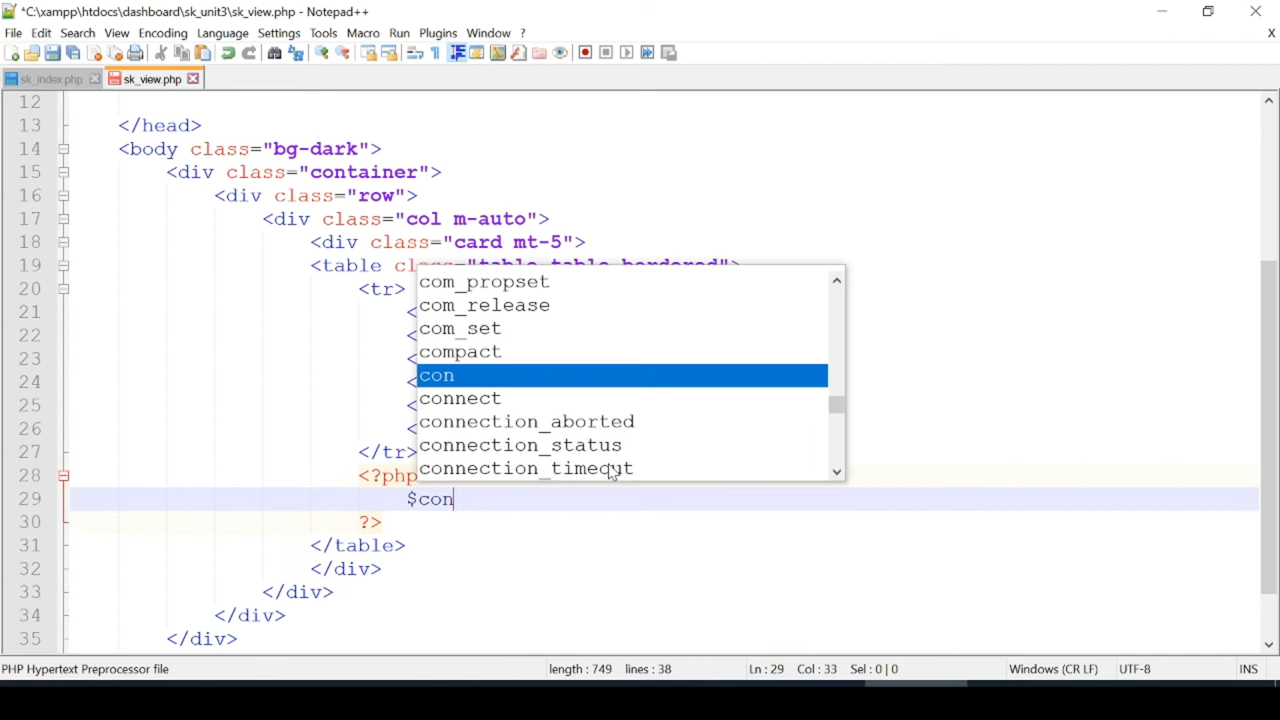 *C:\xampp\htdocs\dashboard\sk_unit3\sk_view.php - Notepad++
File Edit Search View Encoding Language Settings Tools Macro Run Plugins Window ? X
sk_index.php sk_view.php
12
13 </head>
14 <body class="bg-dark">
15 <div class="container">
16 <div class="row">
17 <div class="col m-auto">
18 <div class="card mt-5">
19 <table class="table table-bordered">
20 <tr>
21 <
22 <
23 <
24 <
25 <
26 <
27 </tr>
28 <?php
29 $con
30 ?>
31 </table>
32 </div>
33 </div>
34 </div>
35 </div>
com_propset
com_release
com_set
compact
con
connect
connection_aborted
connection_status
connection_timeout
PHP Hypertext Preprocessor file length : 749 lines : 38 Ln : 29 Col : 33 Sel : 0 | 0 Windows (CR LF) UTF-8 INS